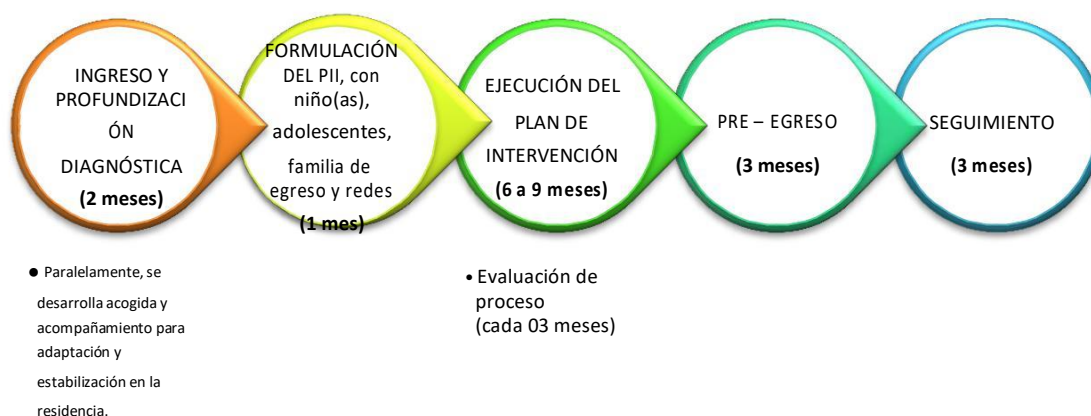 INGRESO Y
PROFUNDIZACI
ÓN
DIAGNÓSTICA
(2 meses)
FORMULACIÓN
DEL PII, con
niño(as),
adolescentes,
familia de
egreso y redes
(1 mes)
EJECUCIÓN DEL
PLAN DE
INTERVENCIÓN
(6 a 9 meses)
PRE – EGRESO
(3 meses)
SEGUIMIENTO
(3 meses)
● Paralelamente, se
desarrolla acogida y
acompañamiento para
adaptación y
estabilización en la
residencia.
• Evaluación de
proceso
(cada 03 meses)